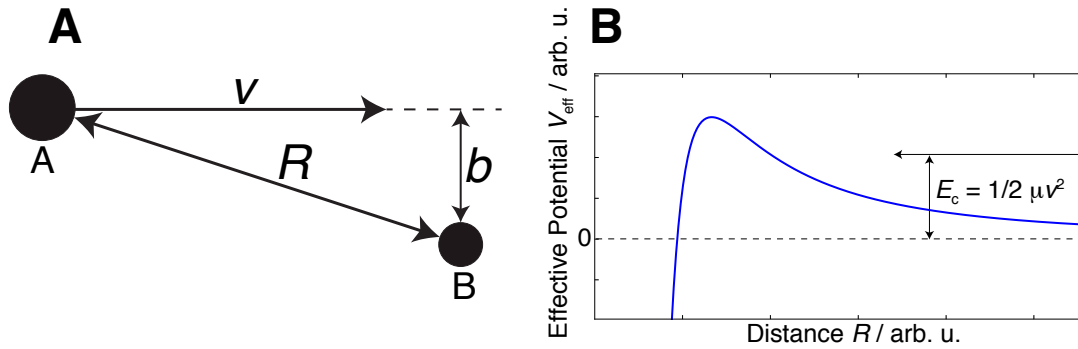 A
v
A
R
b
B
B
Effective Potential V_eff / arb. u.
0
E_c = 1/2 μv²
Distance R / arb. u.